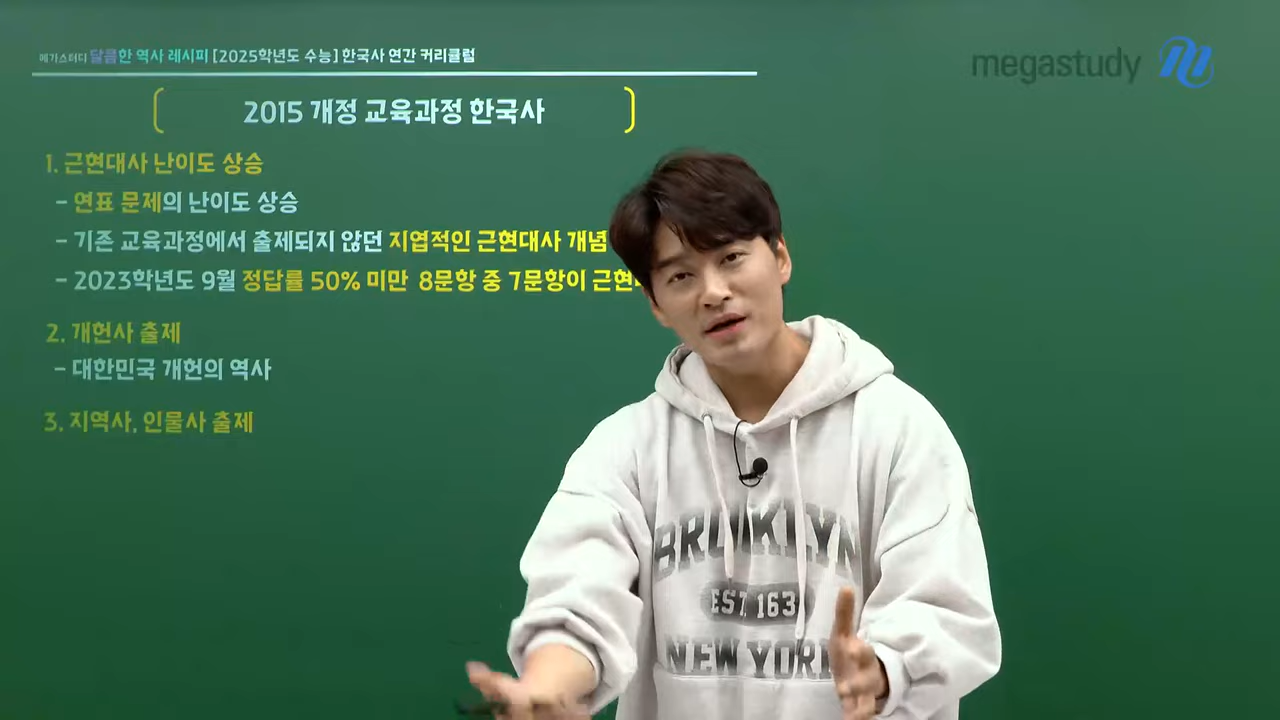 메가스터디 달콤한 역사 레시피 [2025학년도 수능] 한국사 연간 커리큘럼
megastudy
2015 개정 교육과정 한국사
1. 근현대사 난이도 상승
- 연표 문제의 난이도 상승
- 기존 교육과정에서 출제되지 않던 지엽적인 근현대사 개념
- 2023학년도 9월 정답률 50% 미만 8문항 중 7문항이 근현
2. 개헌사 출제
- 대한민국 개헌의 역사
3. 지역사, 인물사 출제
BROOKLYN
EST. 163
NEW YORK